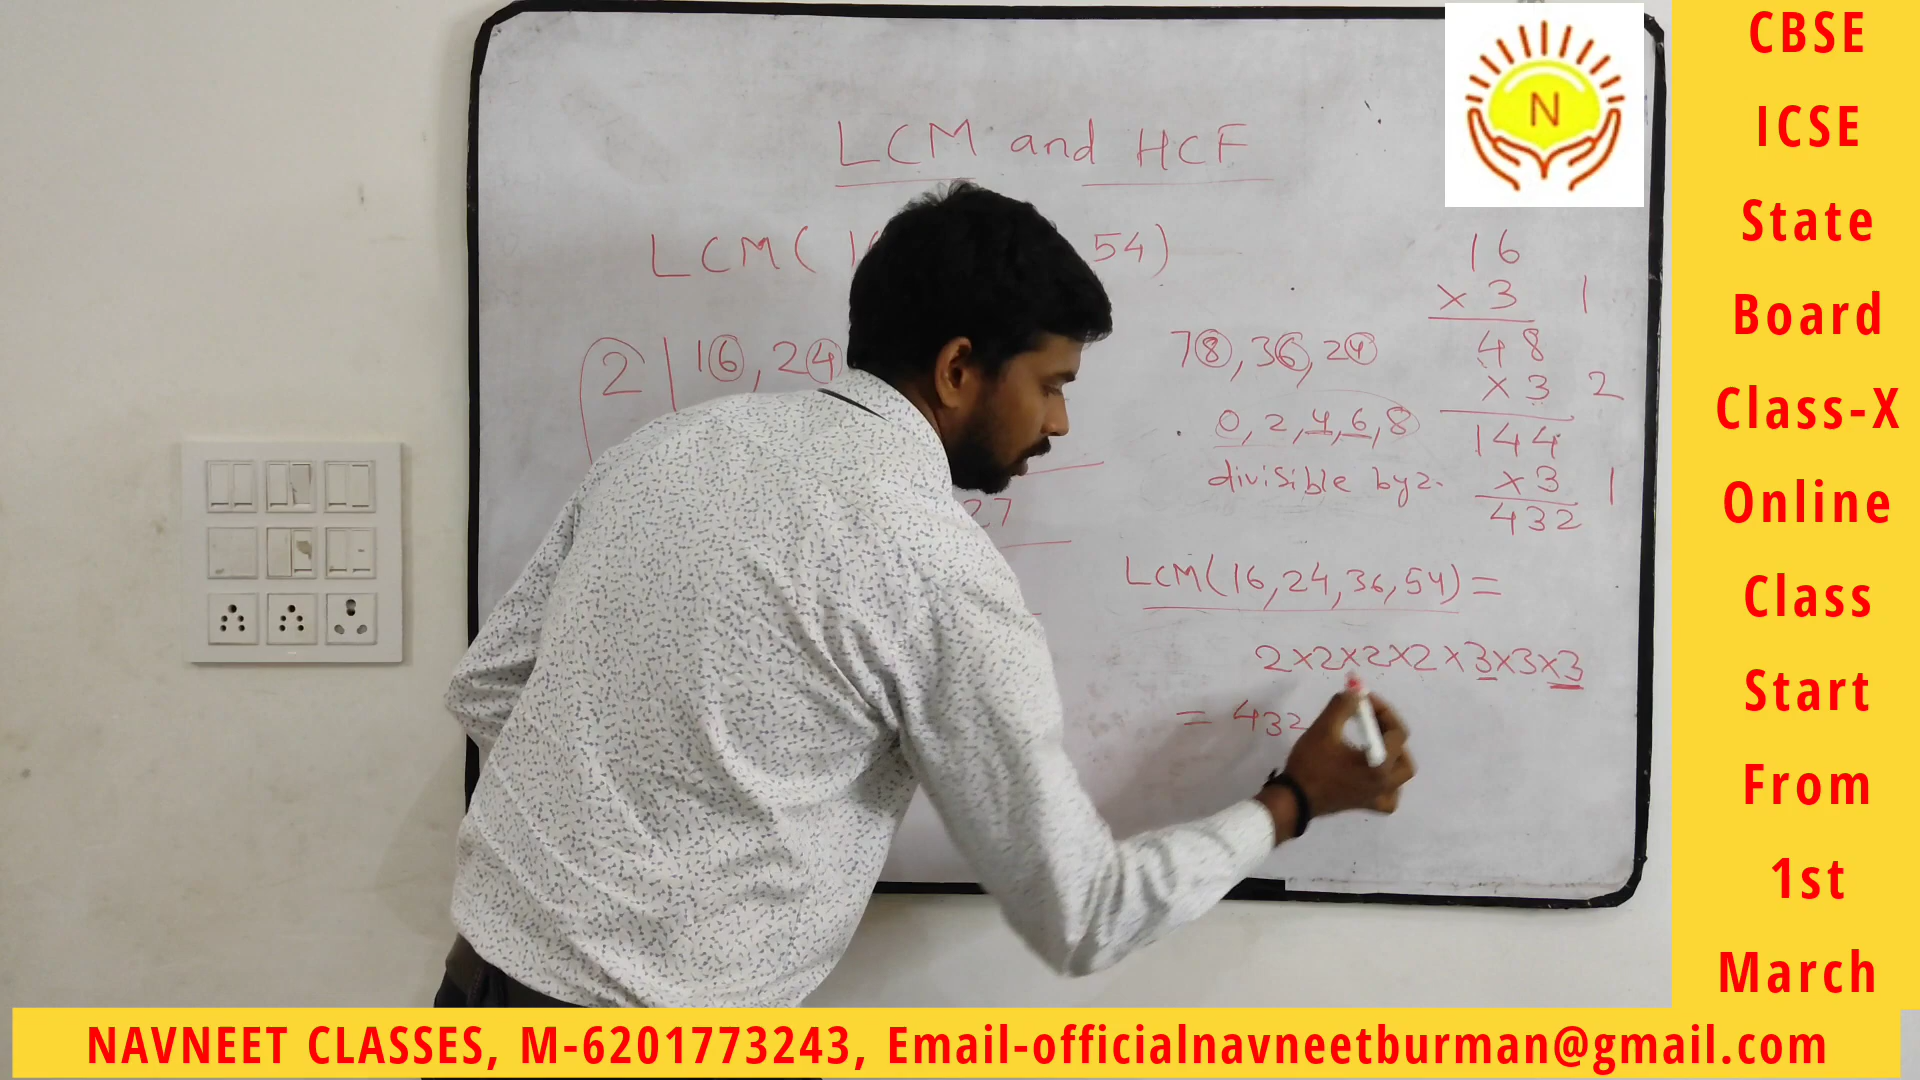 LCM and HCF
LCM( 54)
2 | 16, 24
27
78, 36, 24
0, 2, 4, 6, 8
divisible by 2.
16
× 3 1
48
× 3 2
144
× 3 1
432
LCM(16, 24, 36, 54) =
2×2×2×2×3×3×3
= 432
N
CBSE
ICSE
State
Board
Class-X
Online
Class
Start
From
1st
March
NAVNEET CLASSES, M-6201773243, Email-officialnavneetburman@gmail.com